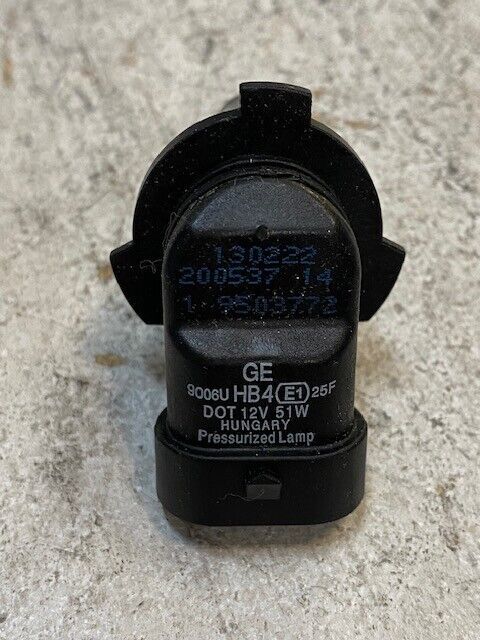 130222
200537 14
1 9503772
GE
9006U HB4 E1 25F
DOT 12V 51W
HUNGARY
Pressurized Lamp